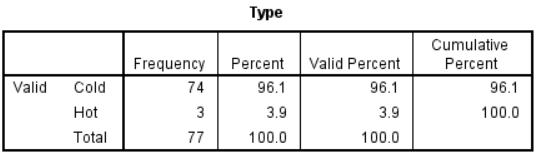 Type
Frequency Percent Valid Percent Cumulative Percent
Valid Cold 74 96.1 96.1 96.1
Hot 3 3.9 3.9 100.0
Total 77 100.0 100.0